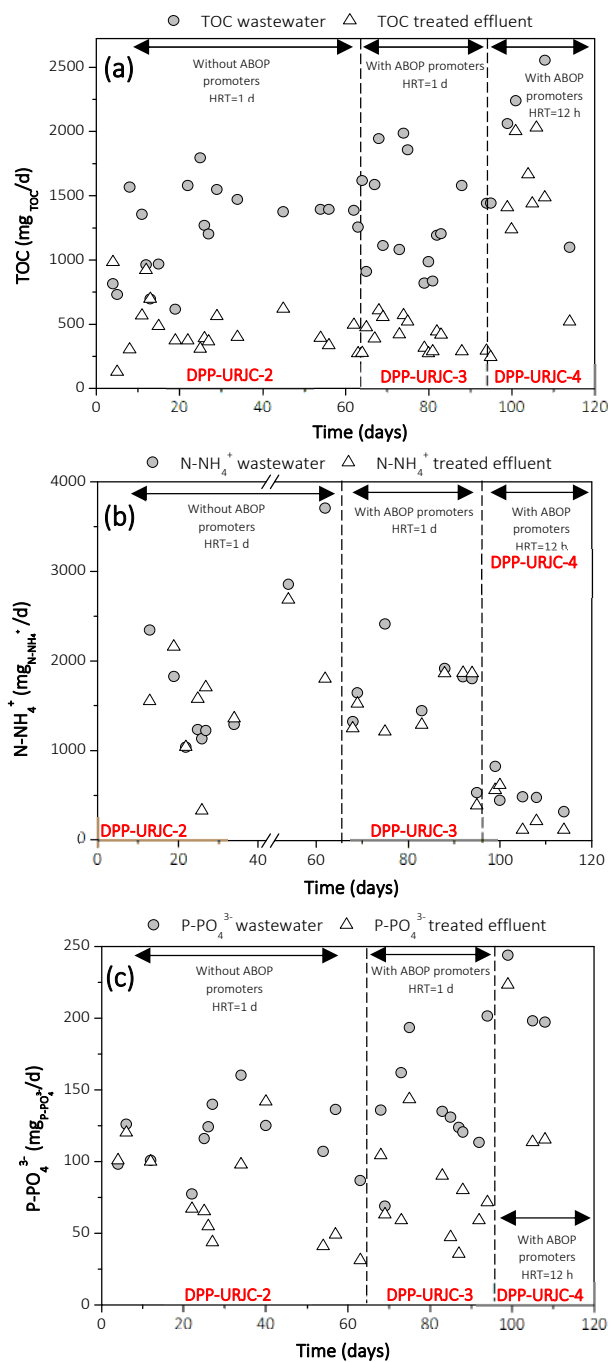 TOC wastewater TOC treated effluent
(a)
Without ABOP
promoters
HRT=1 d
With ABOP promoters
HRT=1 d
With ABOP
promoters
HRT=12 h
2500
2000
1500
1000
500
0
TOC (mg TOC/d)
DPP-URJC-2 DPP-URJC-3 DPP-URJC-4
0 20 40 60 80 100 120
Time (days)
N-NH4+ wastewater N-NH4+ treated effluent
(b)
Without ABOP
promoters
HRT=1 d
With ABOP promoters
HRT=1 d
With ABOP
promoters
HRT=12 h
DPP-URJC-4
4000
3000
2000
1000
0
N-NH4+ (mg N-NH4+/d)
DPP-URJC-2 DPP-URJC-3
0 20 40 60 80 100 120
Time (days)
P-PO43- wastewater P-PO43- treated effluent
(c)
Without ABOP
promoters
HRT=1 d
With ABOP promoters
HRT=1 d
250
200
150
100
50
0
P-PO43- (mg P-PO43-/d)
With ABOP
promoters
HRT=12 h
DPP-URJC-2 DPP-URJC-3 DPP-URJC-4
0 20 40 60 80 100 120
Time (days)